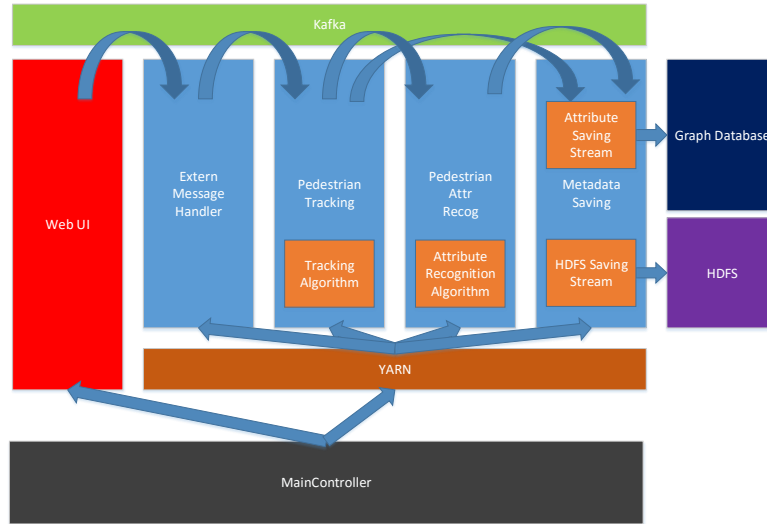 Kafka
Web UI
Extern
Message
Handler
Pedestrian
Tracking
Tracking
Algorithm
Pedestrian
Attr
Recog
Attribute
Recognition
Algorithm
Attribute
Saving
Stream
Metadata
Saving
HDFS Saving
Stream
Graph Database
HDFS
YARN
MainController